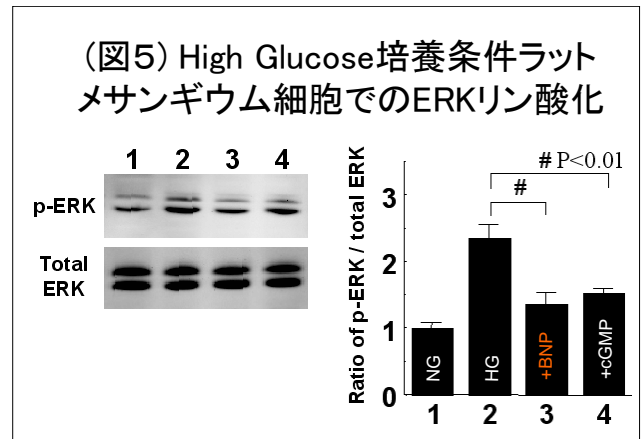 (図5) High Glucose培養条件ラット
メサンギウム細胞でのERKリン酸化
1 2 3 4
p-ERK
Total
ERK
Ratio of p-ERK / total ERK
3
2
1
0
# P<0.01
#
NG
HG
+BNP
+cGMP
1 2 3 4